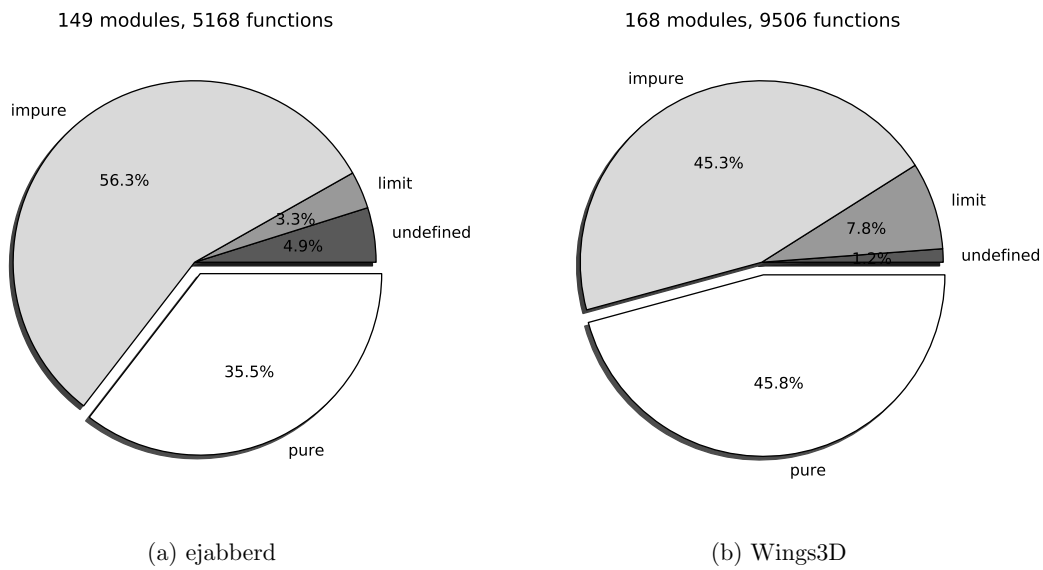 149 modules, 5168 functions
impure
56.3%
limit
3.3%
undefined
4.9%
35.5%
pure
(a) ejabberd
168 modules, 9506 functions
impure
45.3%
limit
7.8%
undefined
1.2%
45.8%
pure
(b) Wings3D